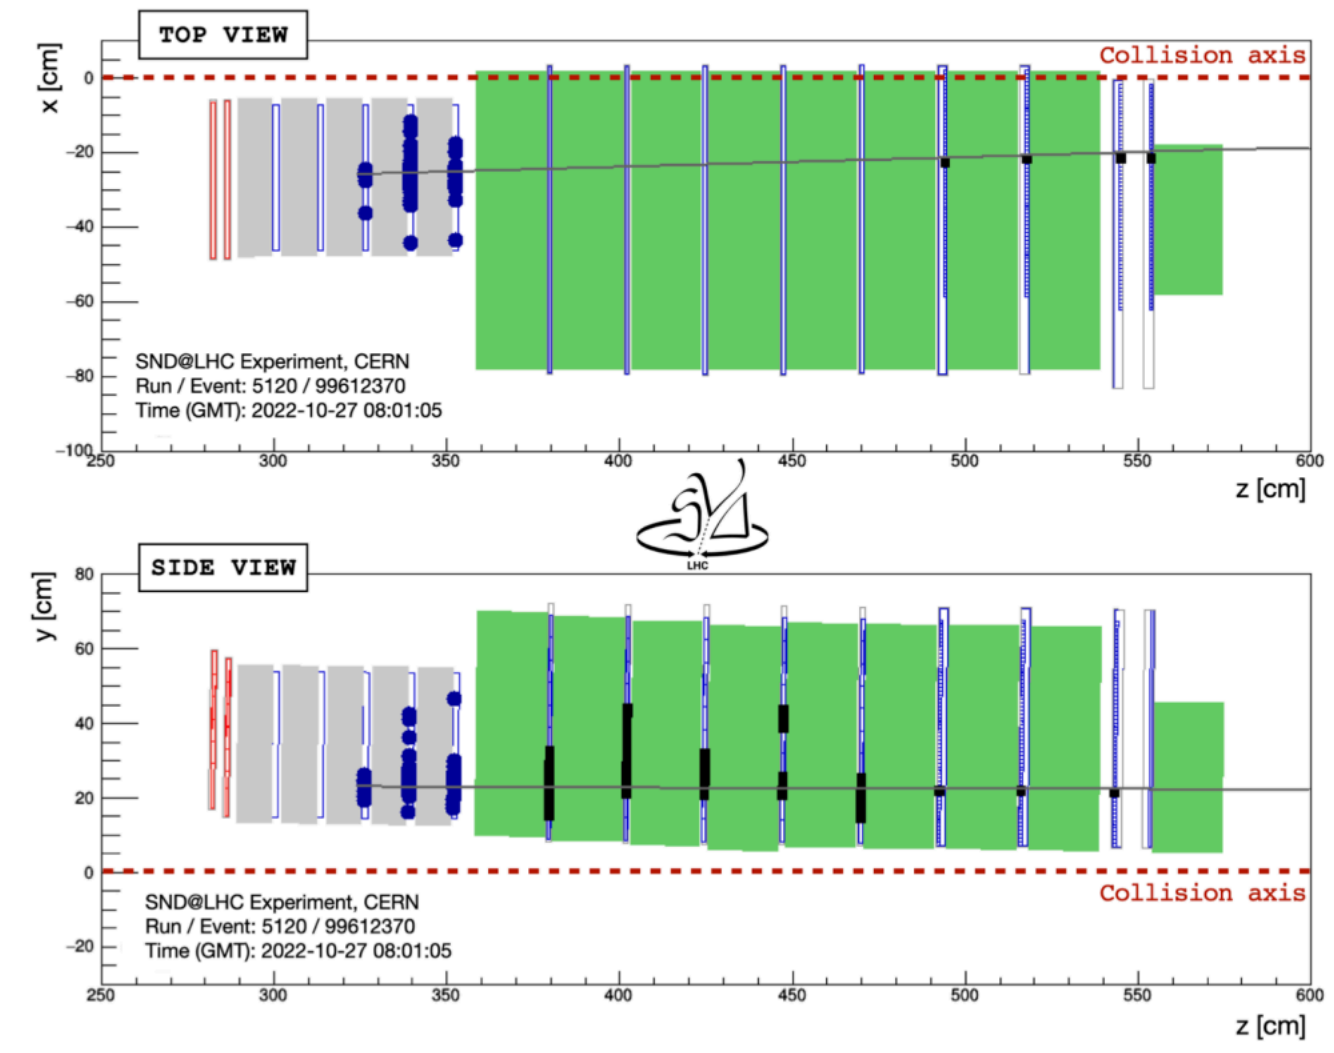 TOP VIEW
Collision axis
x [cm]
0
−20
−40
−60
−80
−100
SND@LHC Experiment, CERN
Run / Event: 5120 / 99612370
Time (GMT): 2022-10-27 08:01:05
250 300 350 400 450 500 550 600
z [cm]
LHC
SIDE VIEW
y [cm]
80
60
40
20
0
−20
Collision axis
SND@LHC Experiment, CERN
Run / Event: 5120 / 99612370
Time (GMT): 2022-10-27 08:01:05
250 300 350 400 450 500 550 600
z [cm]